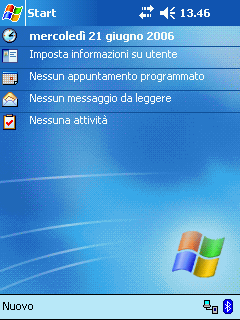 Start 13.46
mercoledì 21 giugno 2006
Imposta informazioni su utente
Nessun appuntamento programmato
Nessun messaggio da leggere
Nessuna attività
Nuovo